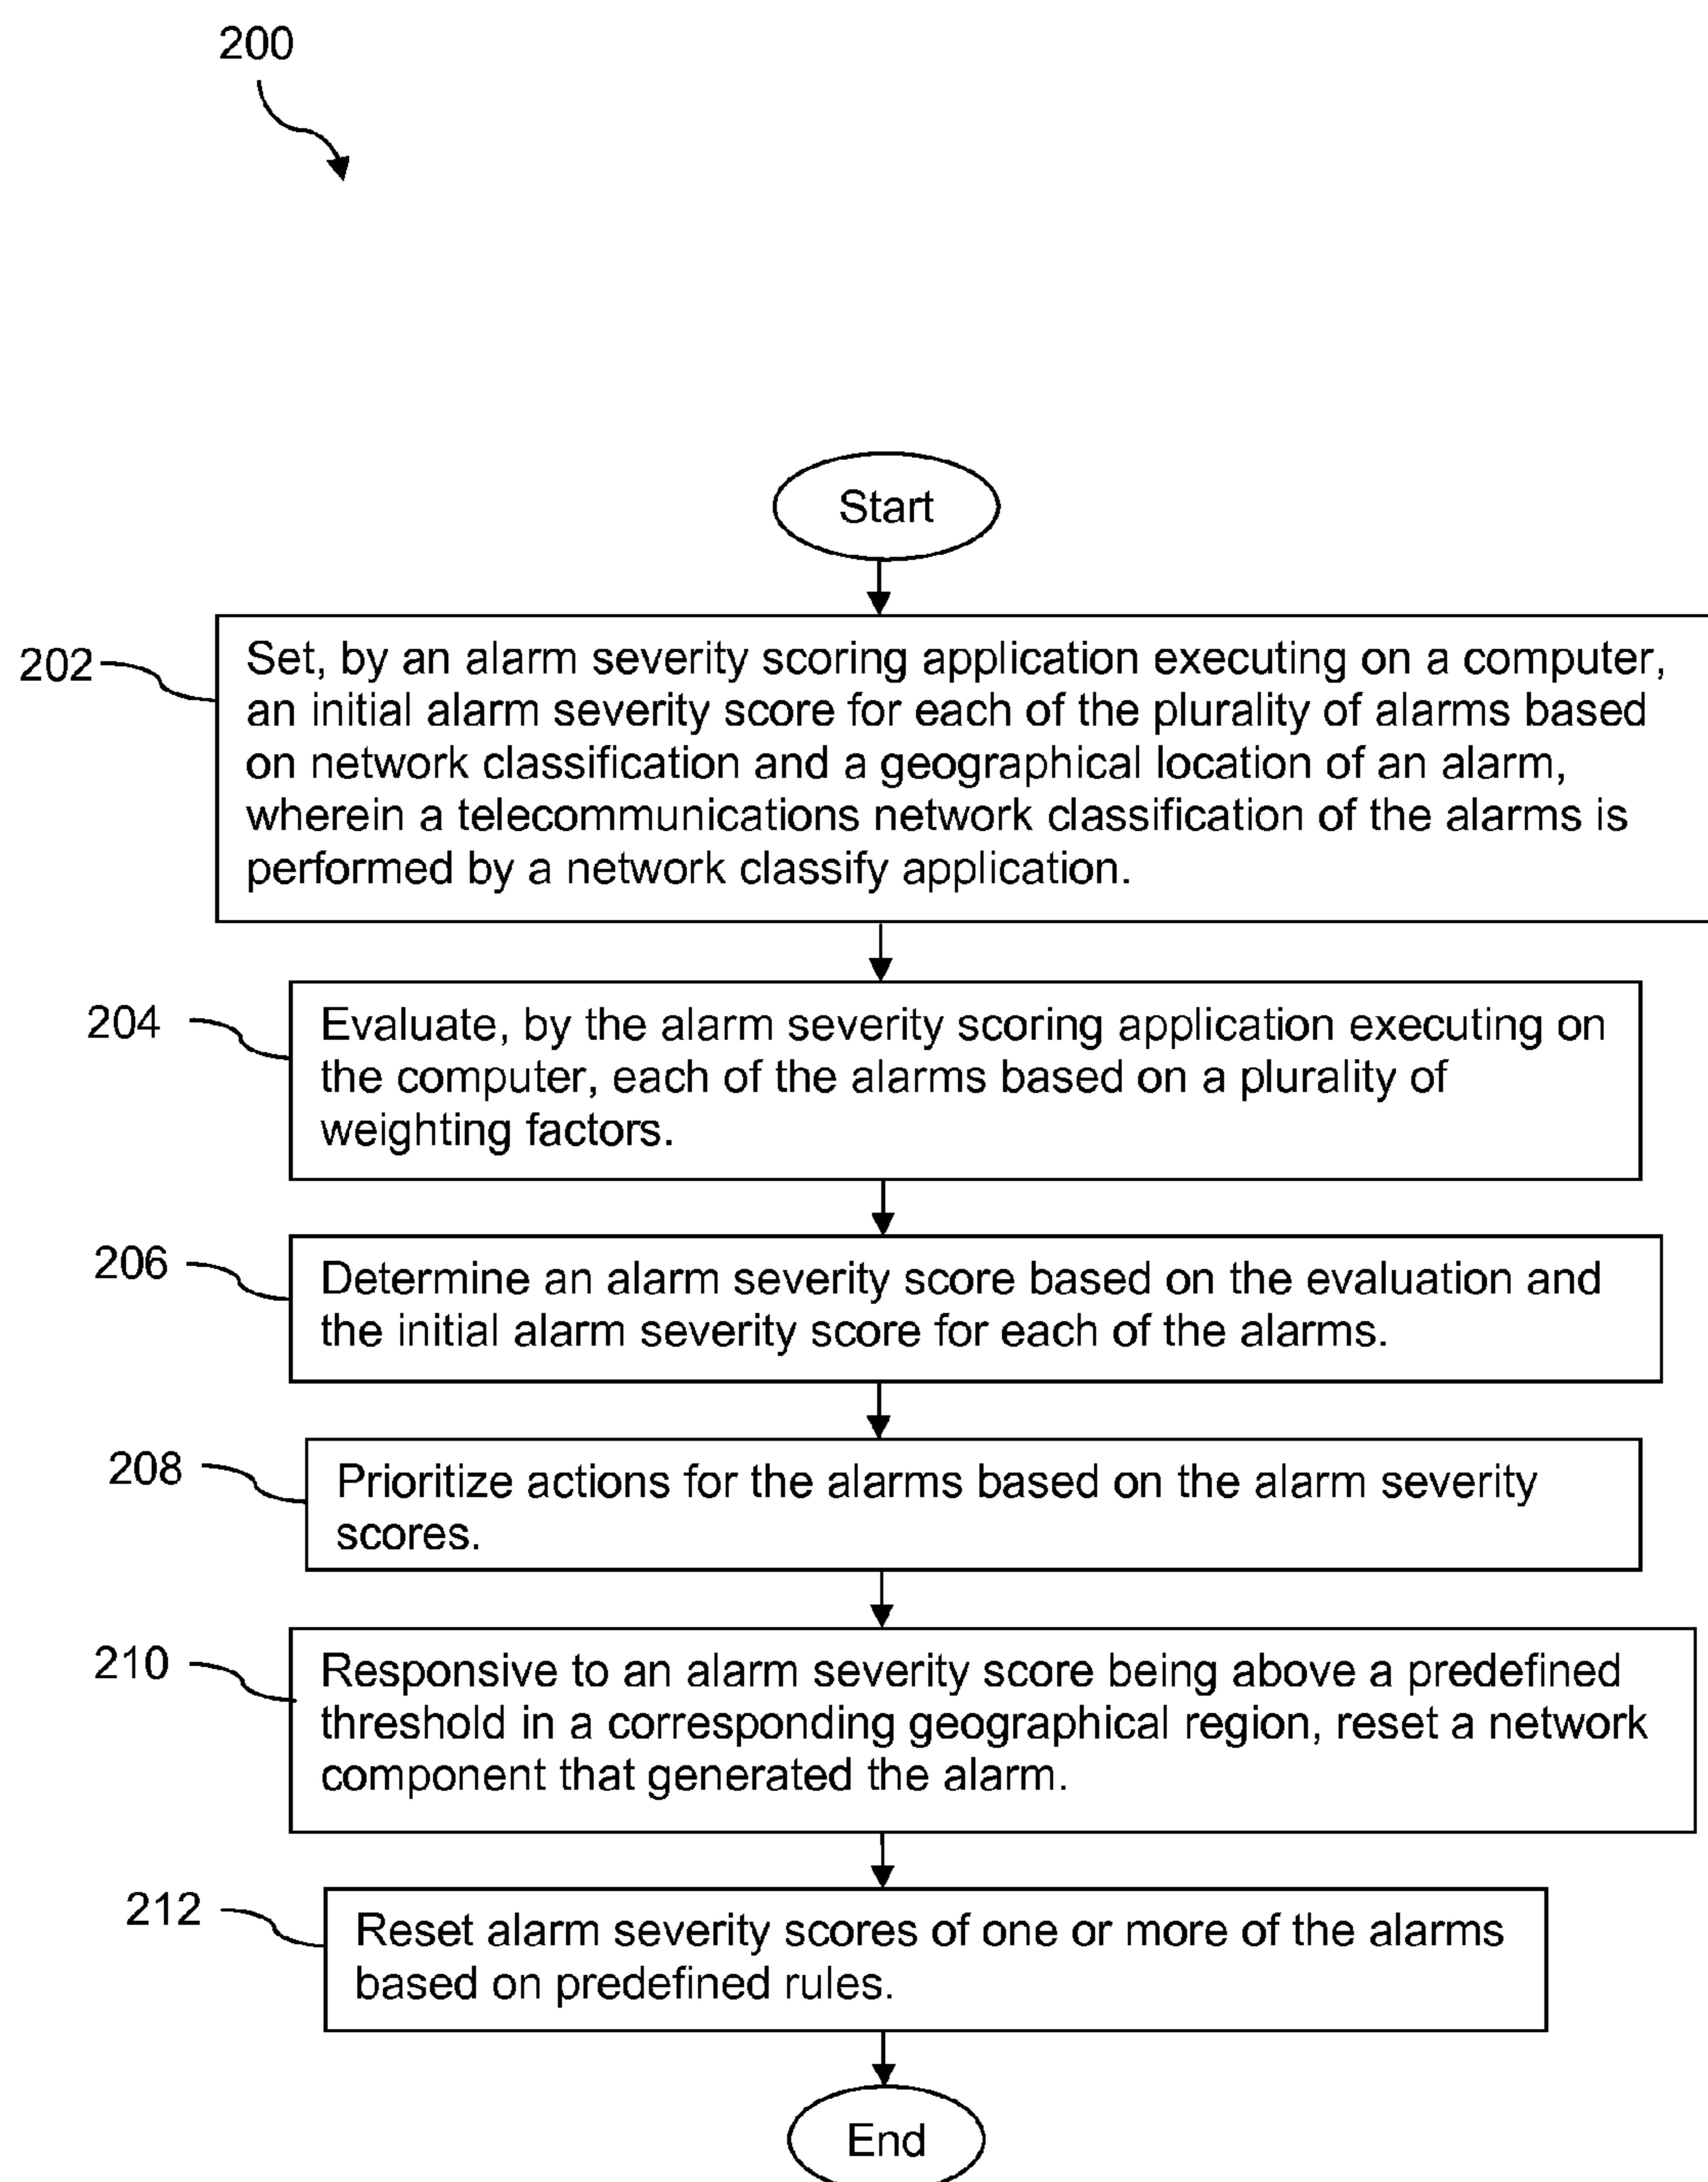 200
Start
202
Set, by an alarm severity scoring application executing on a computer,
an initial alarm severity score for each of the plurality of alarms based
on network classification and a geographical location of an alarm,
wherein a telecommunications network classification of the alarms is
performed by a network classify application.
204
Evaluate, by the alarm severity scoring application executing on
the computer, each of the alarms based on a plurality of
weighting factors.
206
Determine an alarm severity score based on the evaluation and
the initial alarm severity score for each of the alarms.
208
Prioritize actions for the alarms based on the alarm severity
scores.
210
Responsive to an alarm severity score being above a predefined
threshold in a corresponding geographical region, reset a network
component that generated the alarm.
212
Reset alarm severity scores of one or more of the alarms
based on predefined rules.
End